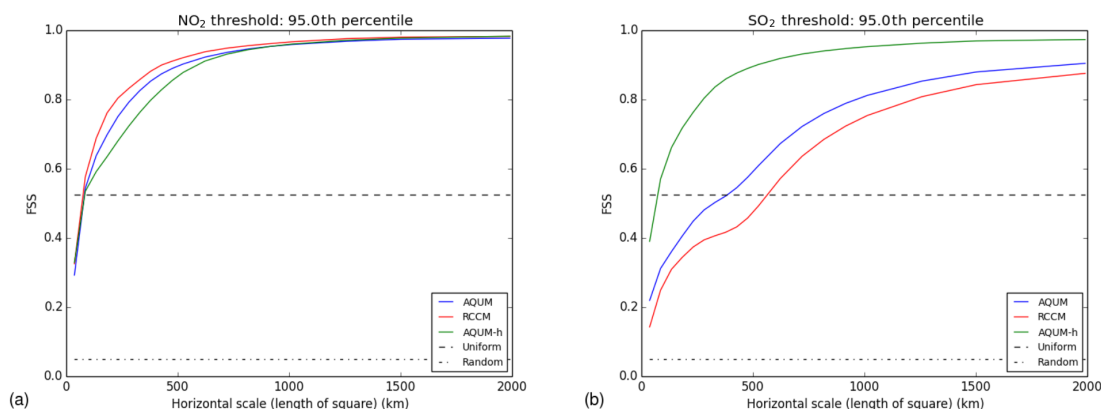 NO₂ threshold: 95.0th percentile
1.0
0.8
0.6
0.4
0.2
0.0
FSS
0
500
1000
1500
2000
Horizontal scale (length of square) (km)
AQUM
RCCM
AQUM-h
Uniform
Random
(a)
SO₂ threshold: 95.0th percentile
1.0
0.8
0.6
0.4
0.2
0.0
FSS
0
500
1000
1500
2000
Horizontal scale (length of square) (km)
AQUM
RCCM
AQUM-h
Uniform
Random
(b)